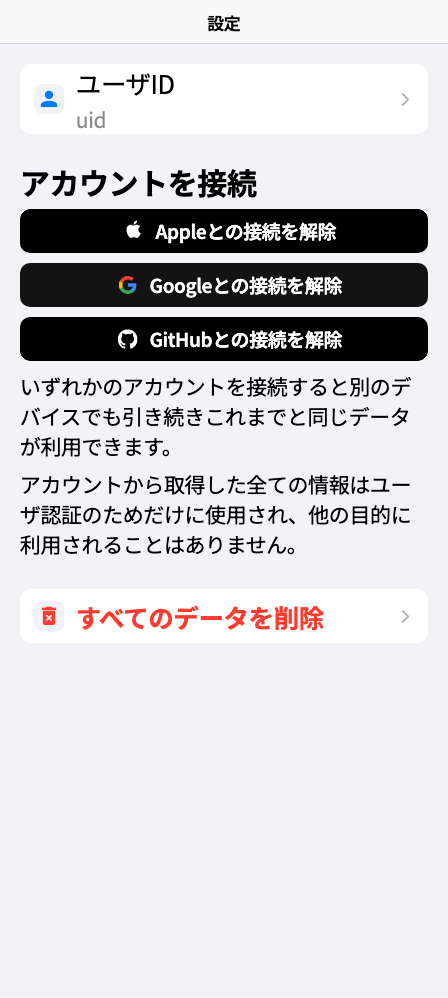 設定
ユーザID
uid
アカウントを接続
Appleとの接続を解除
Googleとの接続を解除
GitHubとの接続を解除
いずれかのアカウントを接続すると別のデ
バイスでも引き続きこれまでと同じデータ
が利用できます。
アカウントから取得した全ての情報はユー
ザ認証のためだけに使用され、他の目的に
利用されることはありません。
すべてのデータを削除